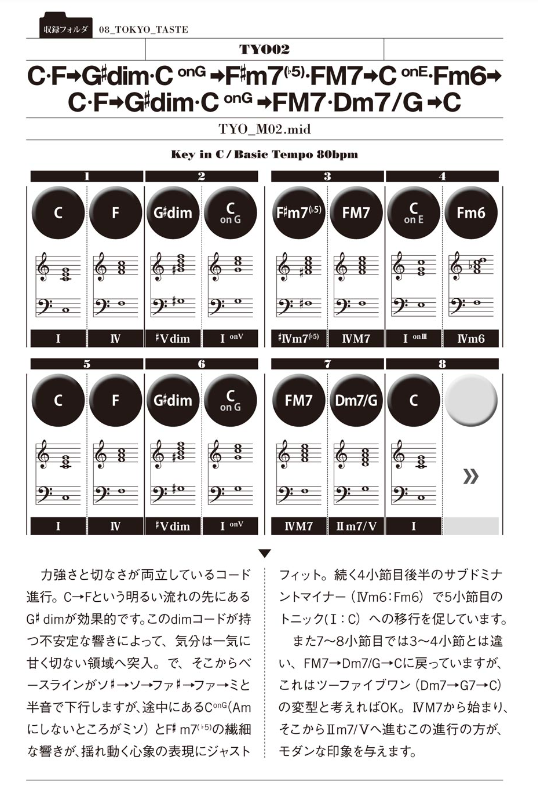 収録フォルダ 08_TOKYO_TASTE
TYO02
C・F➔G♯dim・C onG ➔F♯m7(♭5)・FM7➔C onE・Fm6➔
C・F➔G♯dim・C onG ➔FM7・Dm7/G ➔C
TYO_M02.mid
Key in C / Basic Tempo 80bpm
1 2 3 4
C F G♯dim C onG F♯m7(♭5) FM7 C onE Fm6
I IV ♯Vdim I onV ♯IVm7(♭5) IVM7 I onIII IVm6
5 6 7 8
C F G♯dim C onG FM7 Dm7/G C
I IV ♯Vdim I onV IVM7 IIm7/V I
力強さと切なさが両立しているコード
進行。C→Fという明るい流れの先にある
G♯dimが効果的です。このdimコードが持
つ不安定な響きによって、気分は一気に
甘く切ない領域へ突入。で、そこからベ
ースラインがソ♯→ソ→ファ♯→ファ→ミと
半音で下行しますが、途中にあるConG(Am
にしないところがミソ)とF♯m7(♭5)の繊細
な響きが、揺れ動く心象の表現にジャスト
フィット。続く4小節目後半のサブドミナ
ントマイナー(IVm6:Fm6)で5小節目の
トニック(I:C)への移行を促しています。
また7〜8小節目では3〜4小節とは違
い、FM7→Dm7/G→Cに戻っていますが、
これはツーファイブワン(Dm7→G7→C)
の変型と考えればOK。IVM7から始まり、
そこからIIm7/Vへ進むこの進行の方が、
モダンな印象を与えます。